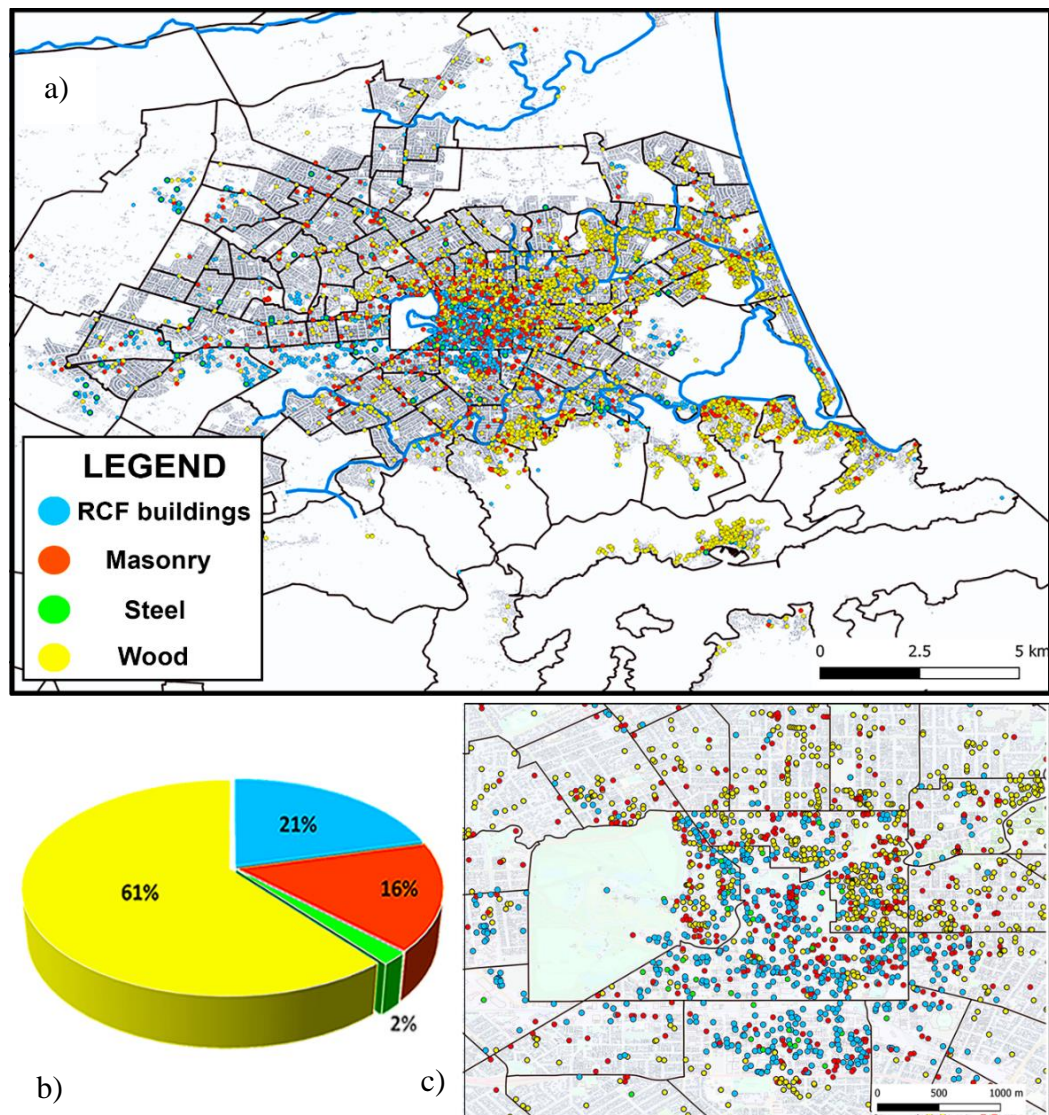 a)
LEGEND
RCF buildings
Masonry
Steel
Wood
0 2.5 5 km
21%
61%
16%
2%
b)
c)
0 500 1000 m